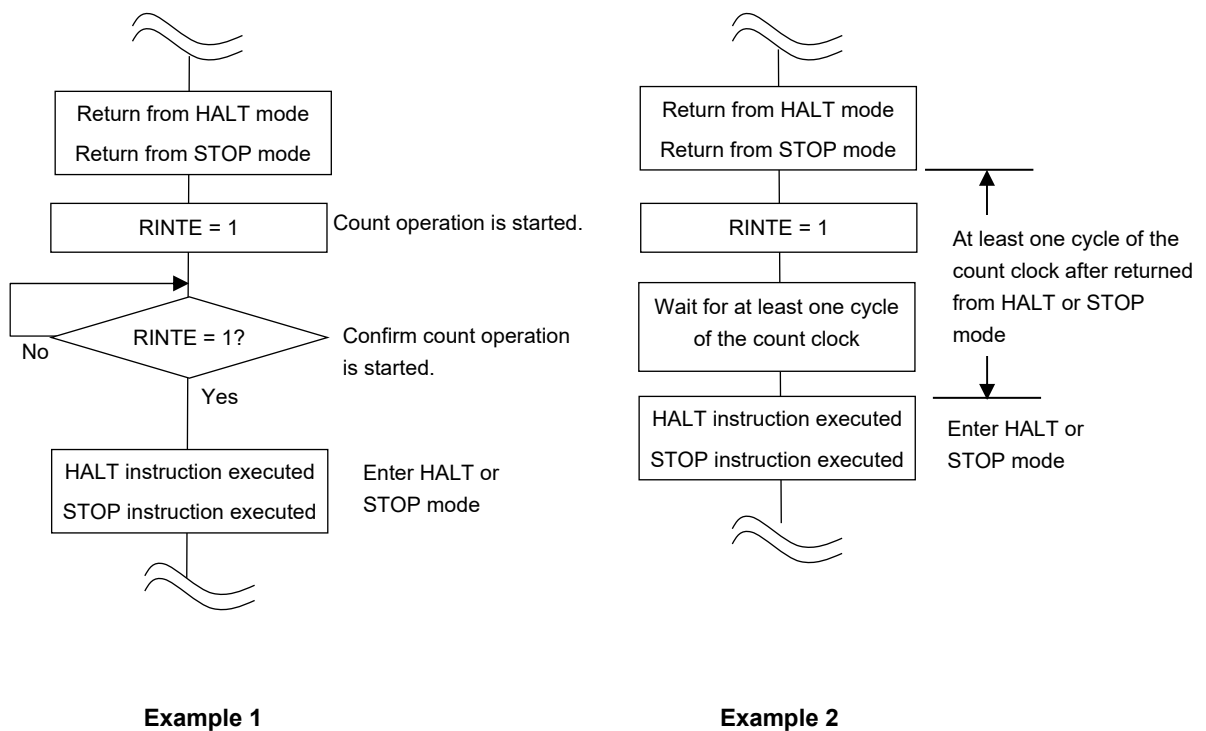 Return from HALT mode
Return from STOP mode
RINTE = 1
Count operation is started.
RINTE = 1?
No
Yes
Confirm count operation
is started.
HALT instruction executed
STOP instruction executed
Enter HALT or
STOP mode
Example 1
Return from HALT mode
Return from STOP mode
RINTE = 1
Wait for at least one cycle
of the count clock
At least one cycle of the
count clock after returned
from HALT or STOP
mode
HALT instruction executed
STOP instruction executed
Enter HALT or
STOP mode
Example 2